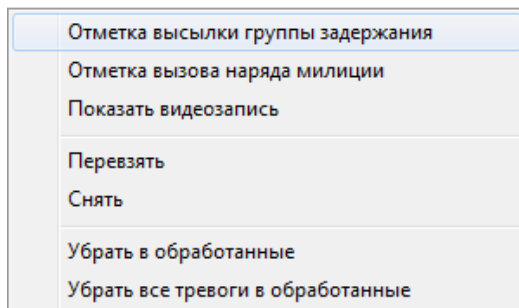 Отметка высылки группы задержания
Отметка вызова наряда милиции
Показать видеозапись
Перевзять
Снять
Убрать в обработанные
Убрать все тревоги в обработанные